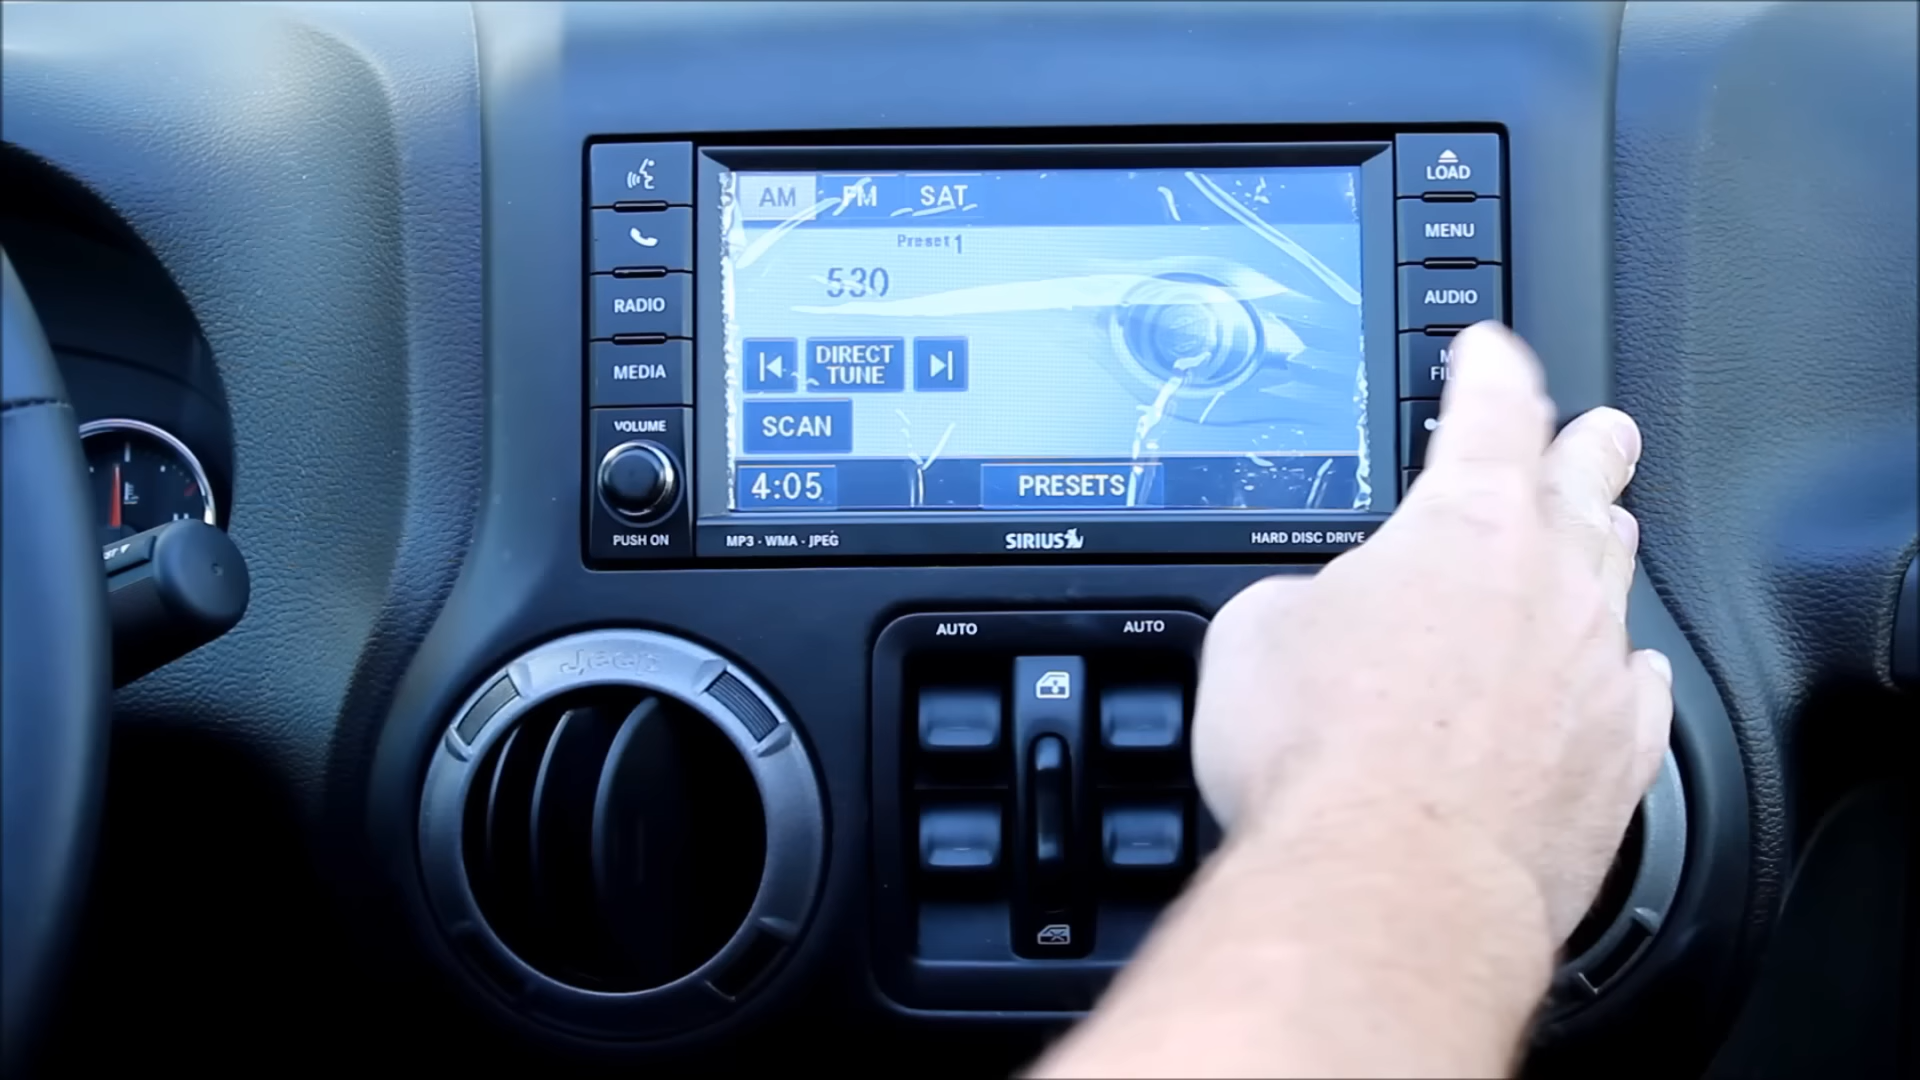 AM FM SAT
LOAD
MENU
Preset 1
530
RADIO
AUDIO
DIRECT
TUNE
MEDIA
SCAN
VOLUME
4:05
PRESETS
PUSH ON
MP3 - WMA - JPEG
SIRIUS
HARD DISC DRIVE
AUTO
AUTO
Jeep